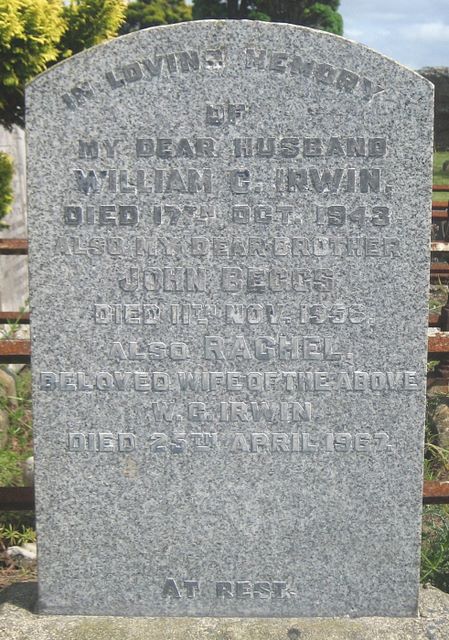 IN LOVING MEMORY
OF
MY DEAR HUSBAND
WILLIAM G. IRWIN,
DIED 17TH OCT. 1943.
ALSO MY DEAR BROTHER
JOHN BEGGS,
DIED 11TH NOV. 1958.
ALSO RACHEL,
BELOVED WIFE OF THE ABOVE
W. G. IRWIN,
DIED 25TH APRIL 1967.
AT REST.